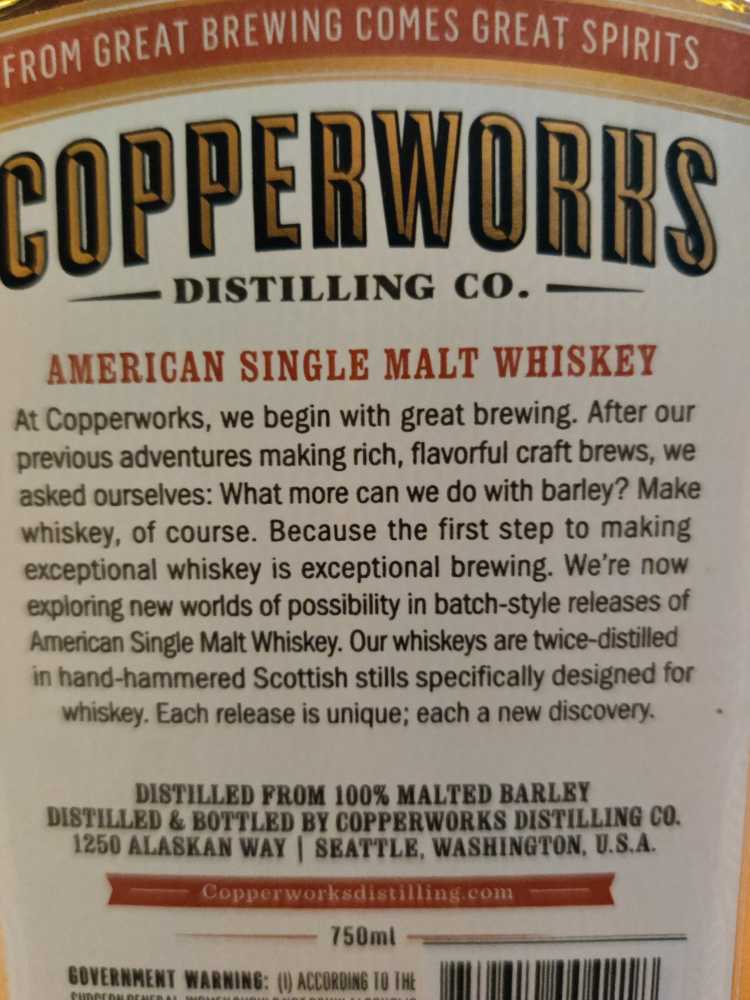 FROM GREAT BREWING COMES GREAT SPIRITS
COPPERWORKS
DISTILLING CO.
AMERICAN SINGLE MALT WHISKEY
At Copperworks, we begin with great brewing. After our
previous adventures making rich, flavorful craft brews, we
asked ourselves: What more can we do with barley? Make
whiskey, of course. Because the first step to making
exceptional whiskey is exceptional brewing. We're now
exploring new worlds of possibility in batch-style releases of
American Single Malt Whiskey. Our whiskeys are twice-distilled
in hand-hammered Scottish stills specifically designed for
whiskey. Each release is unique; each a new discovery.
DISTILLED FROM 100% MALTED BARLEY
DISTILLED & BOTTLED BY COPPERWORKS DISTILLING CO.
1250 ALASKAN WAY | SEATTLE, WASHINGTON, U.S.A.
Copperworksdistilling.com
750ml
GOVERNMENT WARNING: (1) ACCORDING TO THE